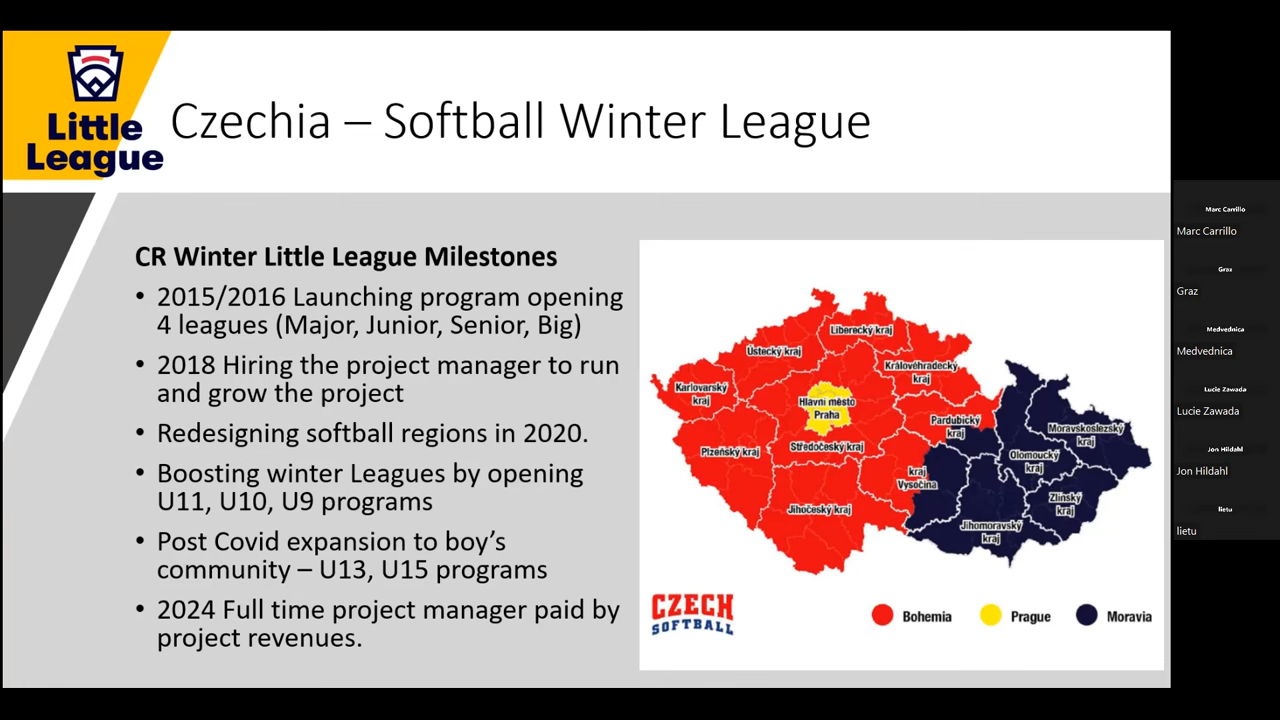 Little
League
Czechia – Softball Winter League
CR Winter Little League Milestones
• 2015/2016 Launching program opening
4 leagues (Major, Junior, Senior, Big)
• 2018 Hiring the project manager to run
and grow the project
• Redesigning softball regions in 2020.
• Boosting winter Leagues by opening
U11, U10, U9 programs
• Post Covid expansion to boy’s
community – U13, U15 programs
• 2024 Full time project manager paid by
project revenues.
Liberecký kraj
Ústecký kraj
Královéhradecký
kraj
Karlovarský
kraj
Hlavní město
Praha
Pardubický
kraj
Moravskoslezský
kraj
Plzeňský kraj
Středočeský kraj
Olomoucký
kraj
kraj
Vysočina
Zlínský
kraj
Jihočeský kraj
Jihomoravský
kraj
CZECH
SOFTBALL
Bohemia
Prague
Moravia
Marc Carrillo
Marc Carrillo
Graz
Graz
Medvednica
Medvednica
Lucie Zawada
Lucie Zawada
Jon Hildahl
Jon Hildahl
lietu
lietu